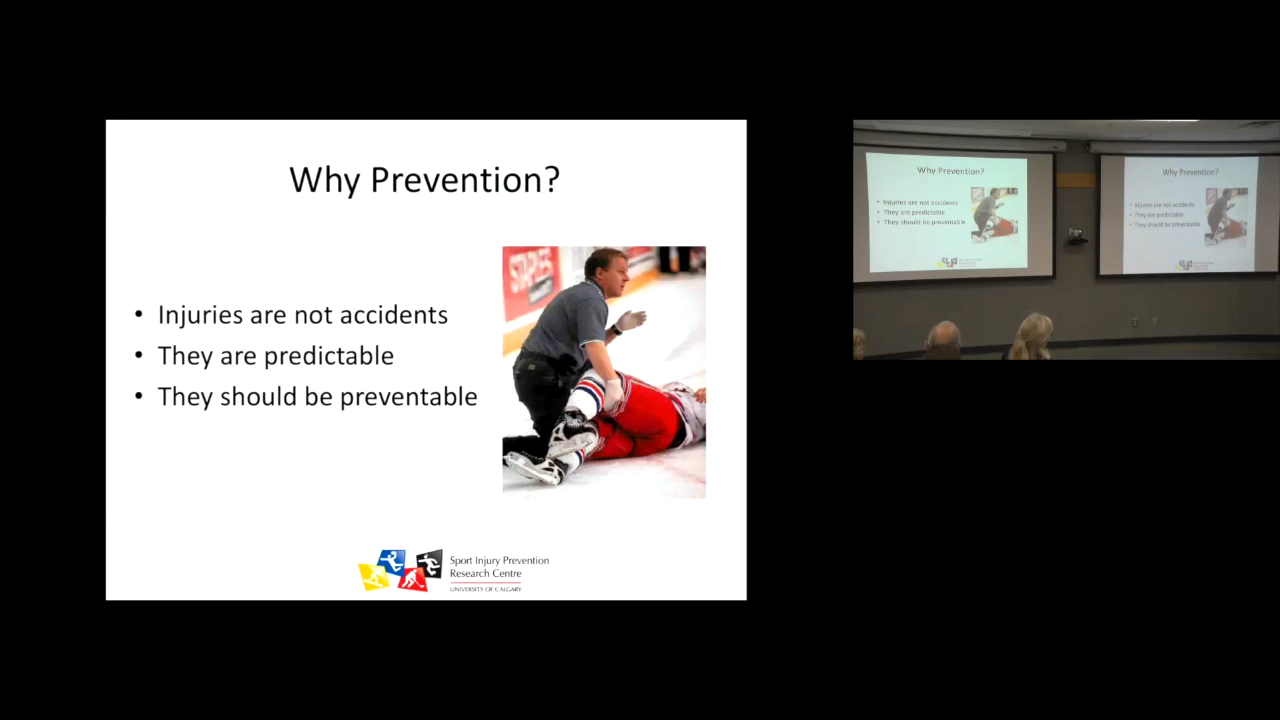 Why Prevention?
• Injuries are not accidents
• They are predictable
• They should be preventable
STAPLES
Sport Injury Prevention
Research Centre
UNIVERSITY OF CALGARY
Why Prevention?
• Injuries are not accidents
• They are predictable
• They should be preventable
Why Prevention?
• Injuries are not accidents
• They are predictable
• They should be preventable